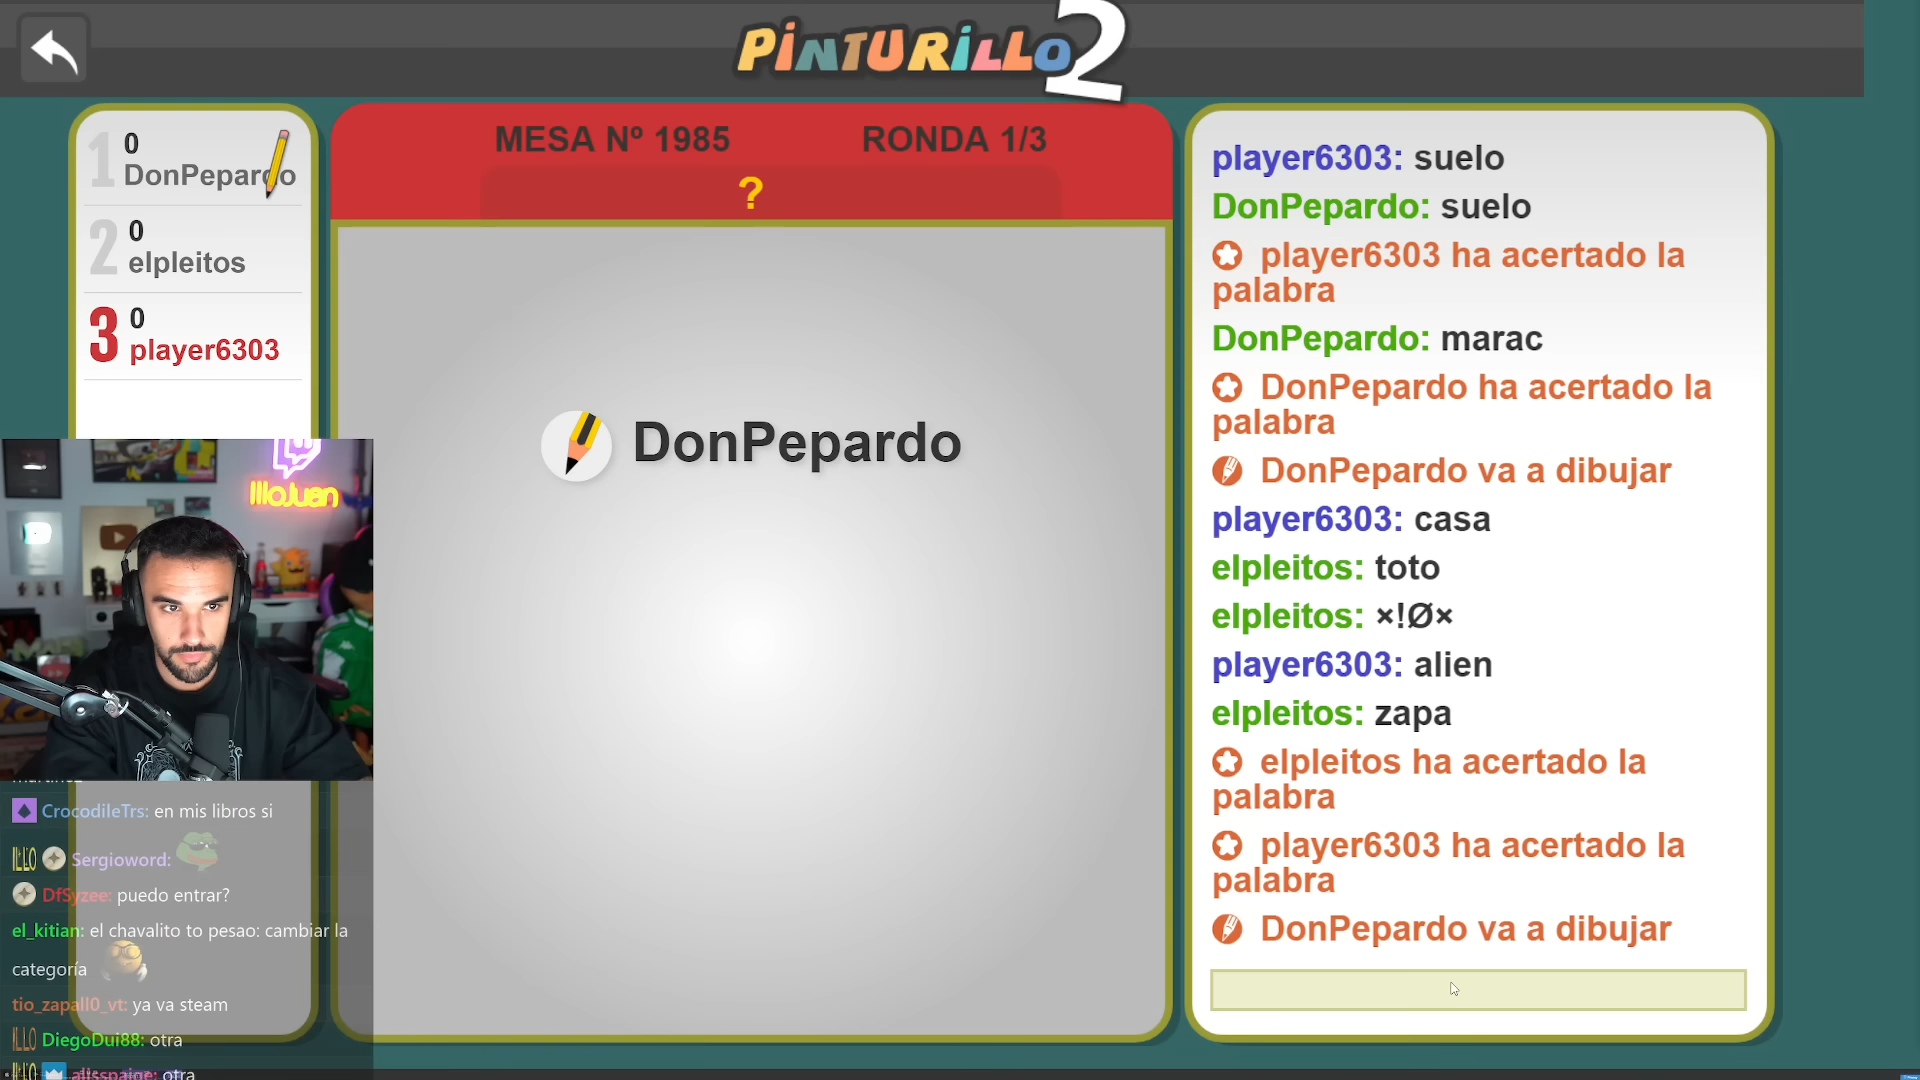 PINTURILLO 2
1 0 DonPepardo
2 0 elpleitos
3 0 player6303
MESA Nº 1985 RONDA 1/3
?
DonPepardo
player6303: suelo
DonPepardo: suelo
player6303 ha acertado la
palabra
DonPepardo: marac
DonPepardo ha acertado la
palabra
DonPepardo va a dibujar
player6303: casa
elpleitos: toto
elpleitos: ×!Ø×
player6303: alien
elpleitos: zapa
elpleitos ha acertado la
palabra
player6303 ha acertado la
palabra
DonPepardo va a dibujar
IlloJuan
CrocodileTrs: en mis libros si
ILLO Sergioword:
DfSyzee: puedo entrar?
el_kitian: el chavalito to pesao: cambiar la
categoría
tio_zapall0_vt: ya va steam
ILLO DiegoDui88: otra
ILLO otra